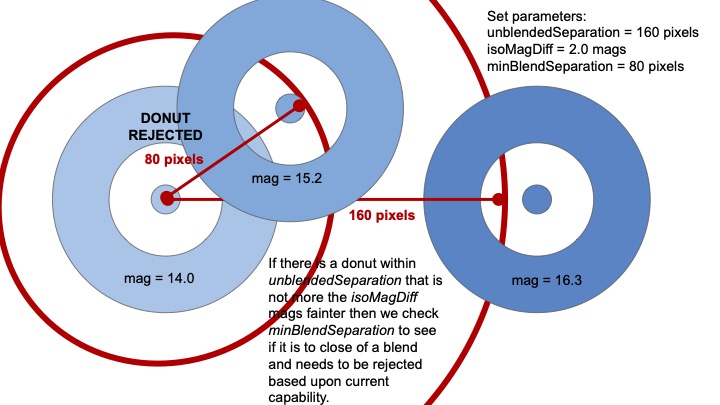 Set parameters:
unblendedSeparation = 160 pixels
isoMagDiff = 2.0 mags
minBlendSeparation = 80 pixels
DONUT
REJECTED
80 pixels
mag = 15.2
160 pixels
mag = 14.0
mag = 16.3
If there is a donut within
unblendedSeparation that is
not more the isoMagDiff
mags fainter then we check
minBlendSeparation to see
if it is to close of a blend
and needs to be rejected
based upon current
capability.